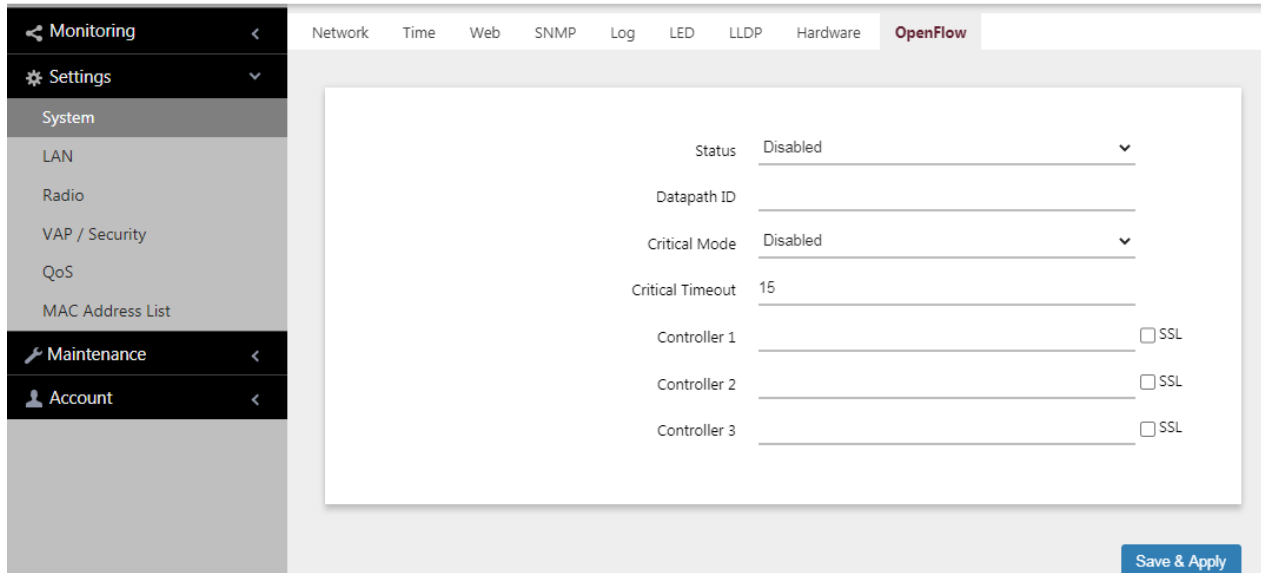 Monitoring
Settings
System
LAN
Radio
VAP / Security
QoS
MAC Address List
Maintenance
Account
Network Time Web SNMP Log LED LLDP Hardware OpenFlow
Status Disabled
Datapath ID
Critical Mode Disabled
Critical Timeout 15
Controller 1 SSL
Controller 2 SSL
Controller 3 SSL
Save & Apply